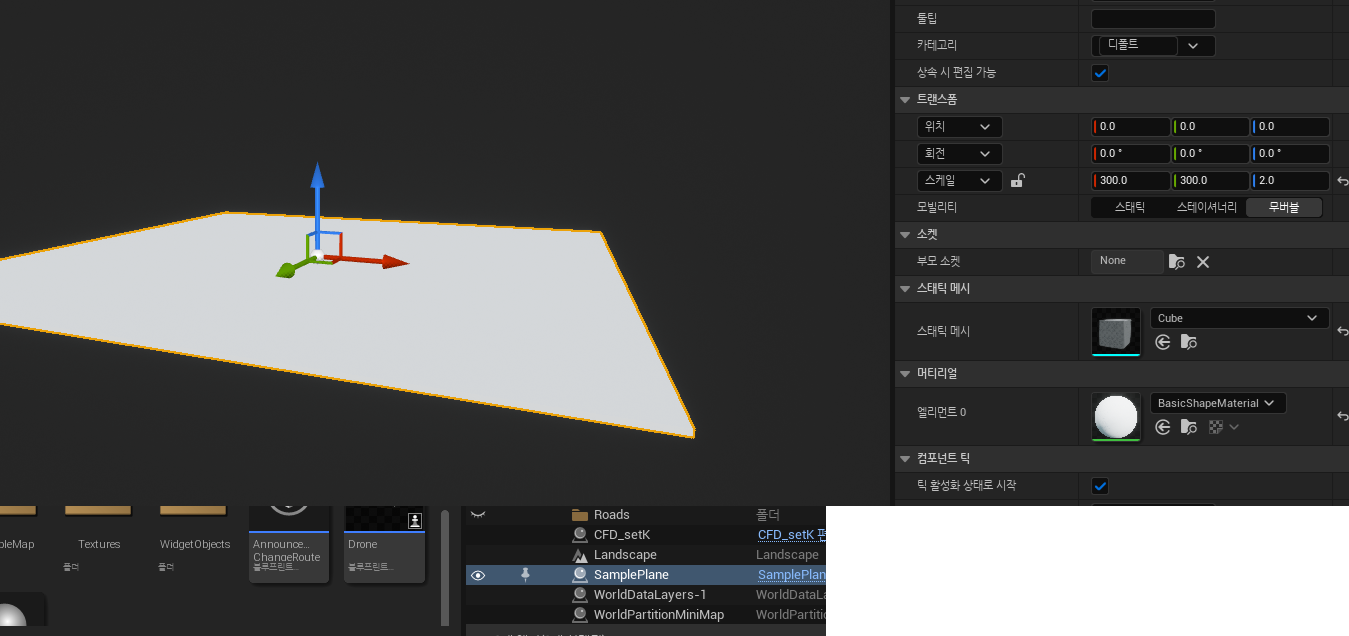 툴팁
카테고리
디폴트
상속 시 편집 가능
트랜스폼
위치
0.0
0.0
0.0
회전
0.0 °
0.0 °
0.0 °
스케일
300.0
300.0
2.0
모빌리티
스태틱
스테이셔너리
무버블
소켓
부모 소켓
None
스태틱 메시
스태틱 메시
Cube
머티리얼
엘리먼트 0
BasicShapeMaterial
컴포넌트 틱
틱 활성화 상태로 시작
pleMap
Textures
폴더
WidgetObjects
폴더
Announce...
ChangeRoute
블루프린트...
Drone
블루프린트...
Roads
폴더
CFD_setK
CFD_setK 편
Landscape
Landscape
SamplePlane
SamplePlan
WorldDataLayers-1
WorldDataLa
WorldPartitionMiniMap
WorldPartitio